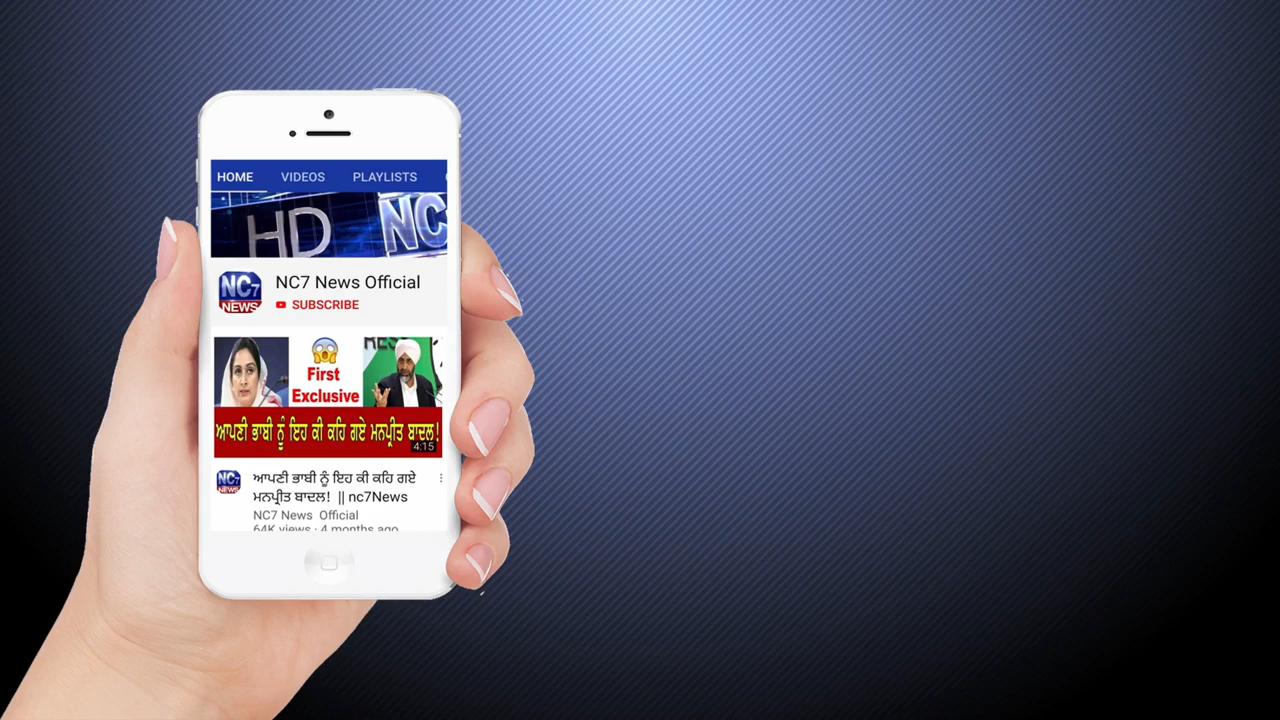 HOME VIDEOS PLAYLISTS
HD NC
NC7 NEWS
NC7 News Official
SUBSCRIBE
First
Exclusive
ਆਪਣੀ ਭਾਬੀ ਨੂੰ ਇਹ ਕੀ ਕਹਿ ਗਏ ਮਨਪ੍ਰੀਤ ਬਾਦਲ!
4:15
NC7 NEWS
ਆਪਣੀ ਭਾਬੀ ਨੂੰ ਇਹ ਕੀ ਕਹਿ ਗਏ
ਮਨਪ੍ਰੀਤ ਬਾਦਲ! || nc7News
NC7 News Official
64K views · 4 months ago